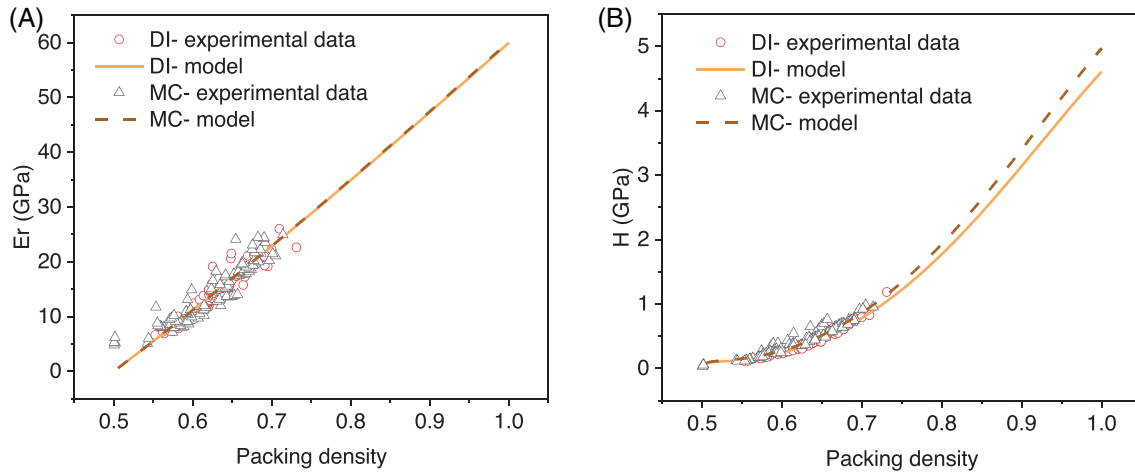 (A)
DI- experimental data
DI- model
MC- experimental data
MC- model
Er (GPa)
60
50
40
30
20
10
0
0.5 0.6 0.7 0.8 0.9 1.0
Packing density
(B)
DI- experimental data
DI- model
MC- experimental data
MC- model
H (GPa)
5
4
3
2
1
0
0.5 0.6 0.7 0.8 0.9 1.0
Packing density